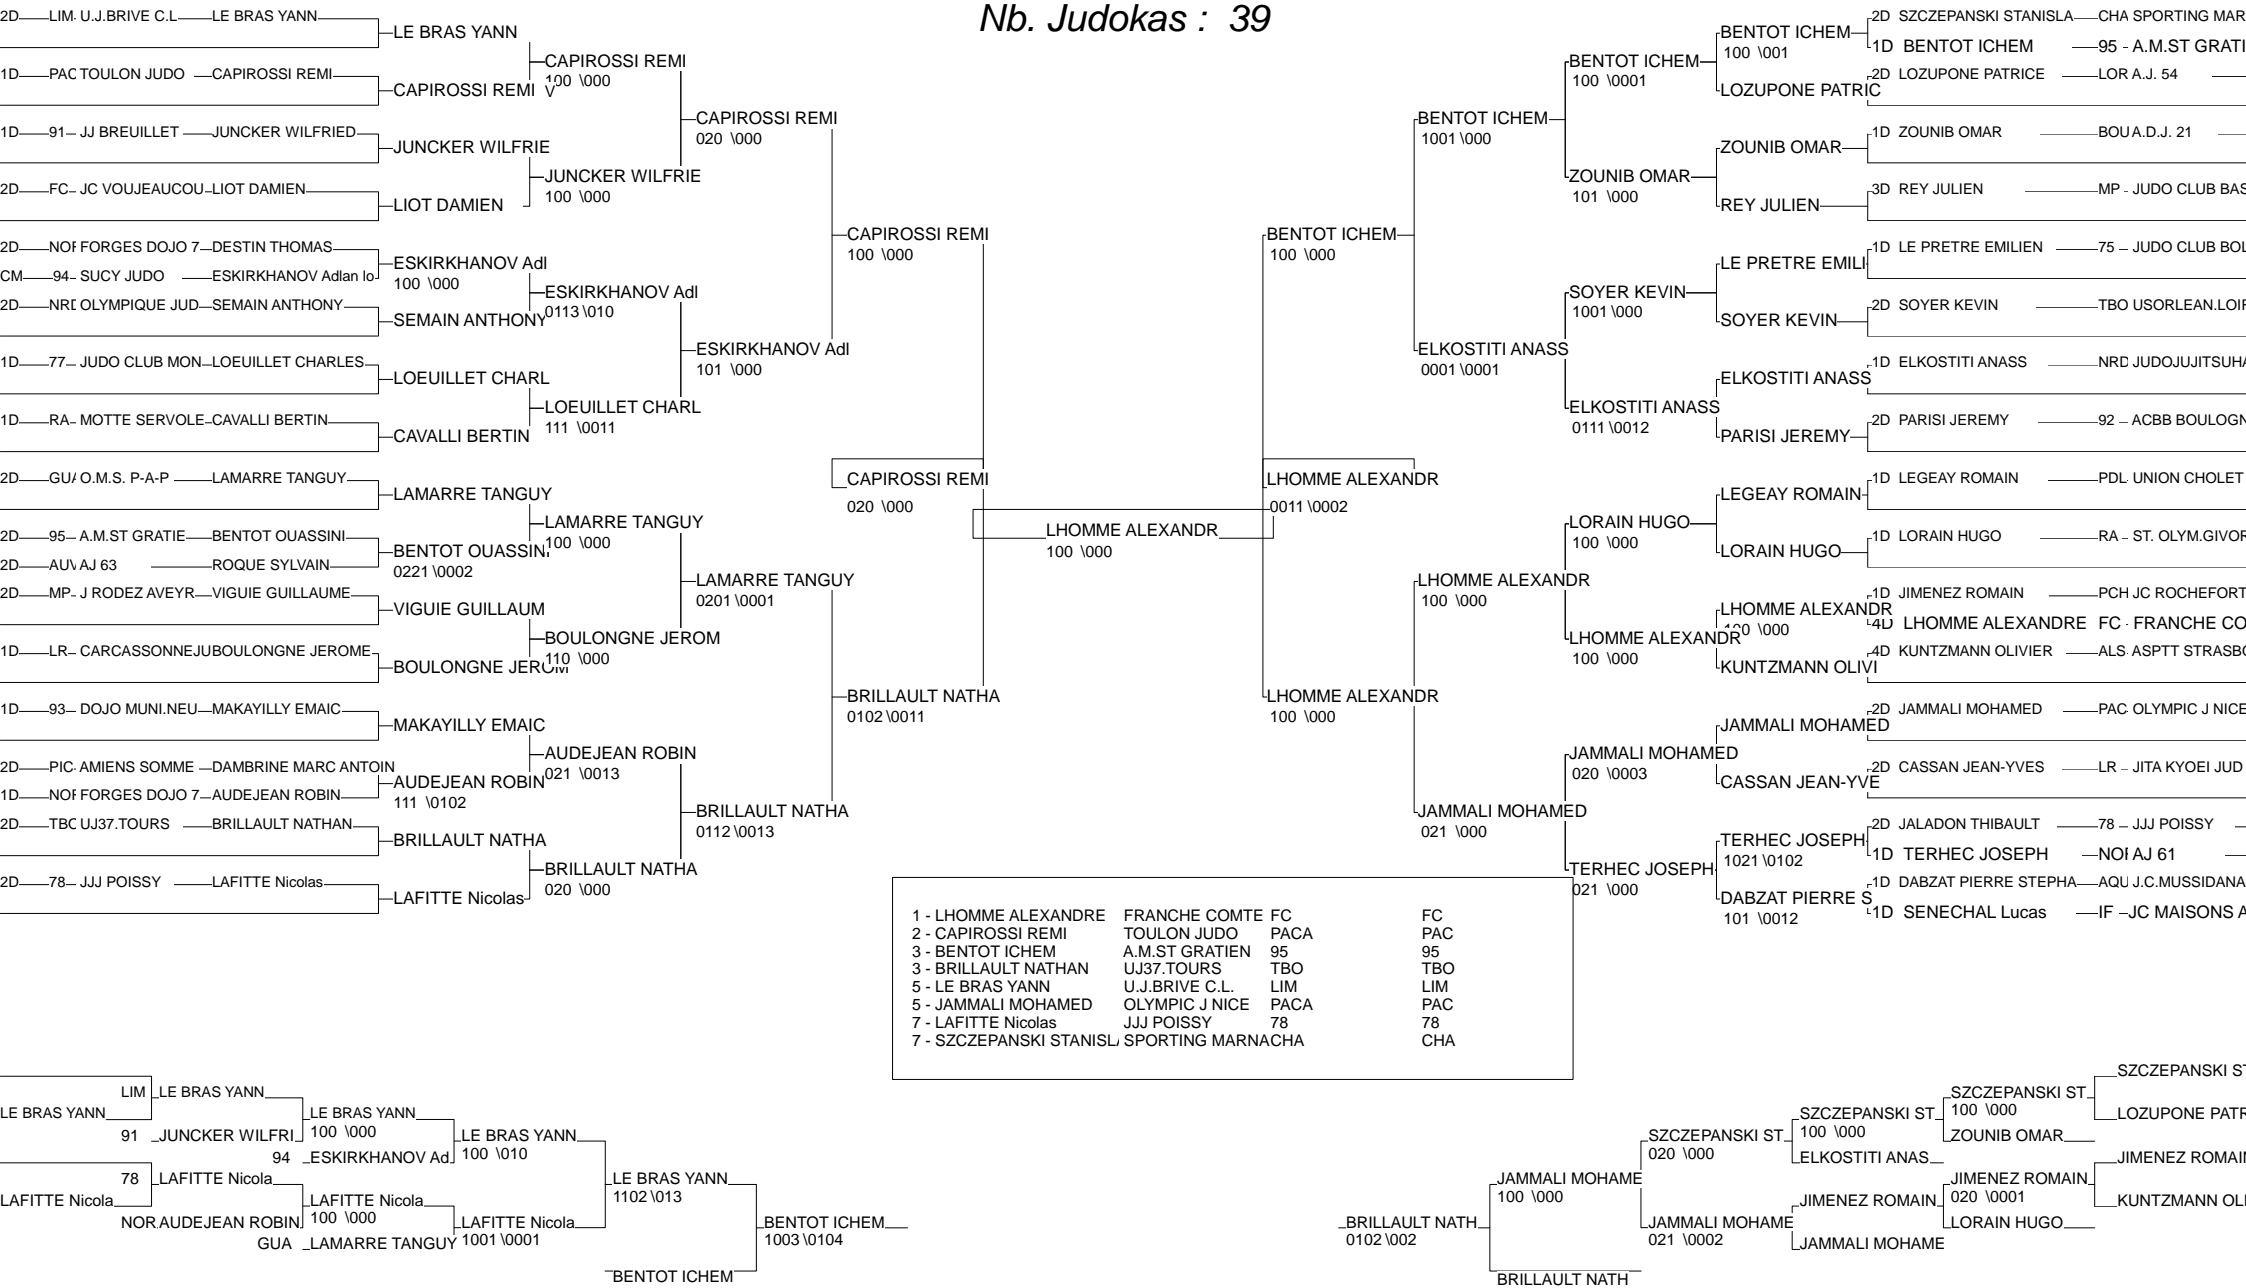 Nb. Judokas : 39
2D LIM U.J.BRIVE C.L LE BRAS YANN
1D PAC TOULON JUDO CAPIROSSI REMI
1D 91 JJ BREUILLET JUNCKER WILFRIED
2D FC JC VOUJEAUCOU LIOT DAMIEN
2D NOR FORGES DOJO 7 DESTIN THOMAS
CM 94 SUCY JUDO ESKIRKHANOV Adlan Io
2D NRD OLYMPIQUE JUD SEMAIN ANTHONY
1D 77 JUDO CLUB MON LOEUILLET CHARLES
1D RA MOTTE SERVOLE CAVALLI BERTIN
2D GUA O.M.S. P-A-P LAMARRE TANGUY
2D 95 A.M.ST GRATIE BENTOT OUASSINI
2D AUV AJ 63 ROQUE SYLVAIN
2D MP J RODEZ AVEYR VIGUIE GUILLAUME
1D LR CARCASSONNEJU BOULONGNE JEROME
1D 93 DOJO MUNI.NEU MAKAYILLY EMAIC
2D PIC AMIENS SOMME DAMBRINE MARC ANTOIN
1D NOR FORGES DOJO 7 AUDEJEAN ROBIN
2D TBO UJ37.TOURS BRILLAULT NATHAN
2D 78 JJJ POISSY LAFITTE Nicolas
LE BRAS YANN
CAPIROSSI REMI V
JUNCKER WILFRIE
LIOT DAMIEN
ESKIRKHANOV Adl
100 \000
SEMAIN ANTHONY
LOEUILLET CHARL
CAVALLI BERTIN
LAMARRE TANGUY
BENTOT OUASSINI
0221 \0002
VIGUIE GUILLAUM
BOULONGNE JEROM
MAKAYILLY EMAIC
AUDEJEAN ROBIN
111 \0102
BRILLAULT NATHA
LAFITTE Nicolas
CAPIROSSI REMI
100 \000
JUNCKER WILFRIE
100 \000
ESKIRKHANOV Adl
0113 \010
LOEUILLET CHARL
111 \0011
LAMARRE TANGUY
100 \000
BOULONGNE JEROM
110 \000
AUDEJEAN ROBIN
021 \0013
BRILLAULT NATHA
020 \000
CAPIROSSI REMI
020 \000
ESKIRKHANOV Adl
101 \000
LAMARRE TANGUY
0201 \0001
BRILLAULT NATHA
0112 \0013
CAPIROSSI REMI
100 \000
BRILLAULT NATHA
0102 \0011
CAPIROSSI REMI
020 \000
LHOMME ALEXANDR
100 \000
LHOMME ALEXANDR
0011 \0002
BENTOT ICHEM
100 \000
LHOMME ALEXANDR
100 \000
BENTOT ICHEM
1001 \000
ELKOSTITI ANASS
0001 \0001
LHOMME ALEXANDR
100 \000
JAMMALI MOHAMED
021 \000
BENTOT ICHEM
100 \0001
ZOUNIB OMAR
101 \000
SOYER KEVIN
1001 \000
ELKOSTITI ANASS
0111 \0012
LORAIN HUGO
100 \000
LHOMME ALEXANDR
100 \000
JAMMALI MOHAMED
020 \0003
TERHEC JOSEPH
021 \000
BENTOT ICHEM
100 \001
LOZUPONE PATRIC
ZOUNIB OMAR
REY JULIEN
LE PRETRE EMILI
SOYER KEVIN
ELKOSTITI ANASS
PARISI JEREMY
LEGEAY ROMAIN
LORAIN HUGO
LHOMME ALEXANDR
100 \000
KUNTZMANN OLIVI
JAMMALI MOHAMED
CASSAN JEAN-YVE
TERHEC JOSEPH
1021 \0102
DABZAT PIERRE S
101 \0012
2D SZCZEPANSKI STANISLA CHA SPORTING MAR
1D BENTOT ICHEM 95 - A.M.ST GRATI
2D LOZUPONE PATRICE LOR A.J. 54
1D ZOUNIB OMAR BOU A.D.J. 21
3D REY JULIEN MP - JUDO CLUB BAS
1D LE PRETRE EMILIEN 75 - JUDO CLUB BOL
2D SOYER KEVIN TBO USORLEAN.LOIR
1D ELKOSTITI ANASS NRD JUDOJUJITSUHA
2D PARISI JEREMY 92 - ACBB BOULOGN
1D LEGEAY ROMAIN PDL UNION CHOLET
1D LORAIN HUGO RA - ST. OLYM.GIVOR
1D JIMENEZ ROMAIN PCH JC ROCHEFORT
4D LHOMME ALEXANDRE FC - FRANCHE CO
4D KUNTZMANN OLIVIER ALS ASPTT STRASBO
2D JAMMALI MOHAMED PAC OLYMPIC J NICE
2D CASSAN JEAN-YVES LR - JITA KYOEI JUD
2D JALADON THIBAULT 78 - JJJ POISSY
1D TERHEC JOSEPH NOR AJ 61
1D DABZAT PIERRE STEPHA AQU J.C.MUSSIDANA
1D SENECHAL Lucas IF - JC MAISONS A
1 - LHOMME ALEXANDRE FRANCHE COMTE FC FC
2 - CAPIROSSI REMI TOULON JUDO PACA PAC
3 - BENTOT ICHEM A.M.ST GRATIEN 95 95
3 - BRILLAULT NATHAN UJ37.TOURS TBO TBO
5 - LE BRAS YANN U.J.BRIVE C.L. LIM LIM
5 - JAMMALI MOHAMED OLYMPIC J NICE PACA PAC
7 - LAFITTE Nicolas JJJ POISSY 78 78
7 - SZCZEPANSKI STANISLA SPORTING MARNA CHA CHA
LE BRAS YANN
LAFITTE Nicola
LIM LE BRAS YANN
91 JUNCKER WILFRI
78 LAFITTE Nicola
NOR AUDEJEAN ROBIN
LE BRAS YANN
100 \000
94 ESKIRKHANOV Ad
LAFITTE Nicola
100 \000
GUA LAMARRE TANGUY
LE BRAS YANN
100 \010
LAFITTE Nicola
1001 \0001
LE BRAS YANN
1102 \013
BENTOT ICHEM
BENTOT ICHEM
1003 \0104
BRILLAULT NATH
0102 \002
JAMMALI MOHAME
100 \000
BRILLAULT NATH
SZCZEPANSKI ST
020 \000
JAMMALI MOHAME
021 \0002
SZCZEPANSKI ST
100 \000
ELKOSTITI ANAS
JIMENEZ ROMAIN
JAMMALI MOHAME
SZCZEPANSKI ST
100 \000
ZOUNIB OMAR
JIMENEZ ROMAIN
020 \0001
LORAIN HUGO
SZCZEPANSKI ST
LOZUPONE PATR
JIMENEZ ROMAIN
KUNTZMANN OLI